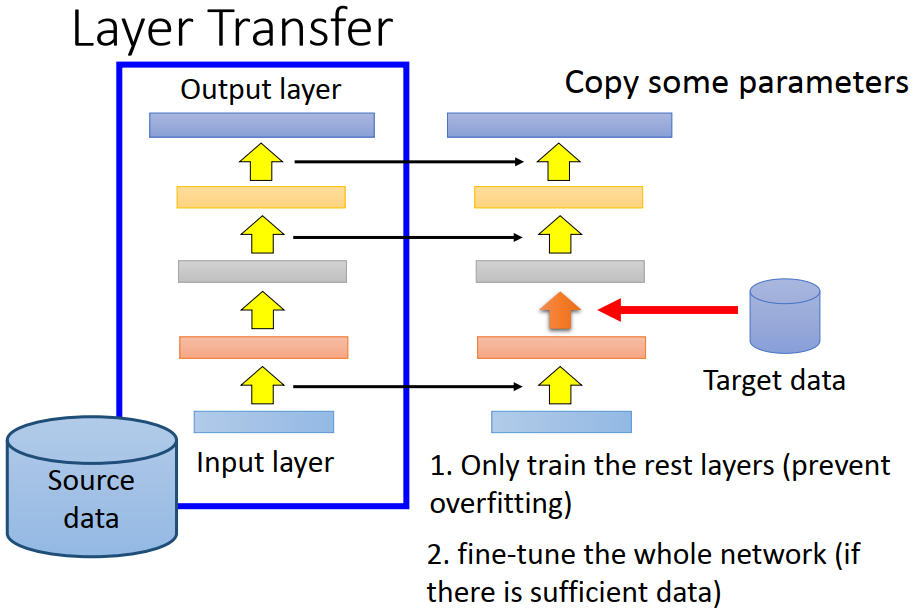 Layer Transfer
Output layer
Copy some parameters
Target data
Input layer
Source
data
1. Only train the rest layers (prevent
overfitting)
2. fine-tune the whole network (if
there is sufficient data)